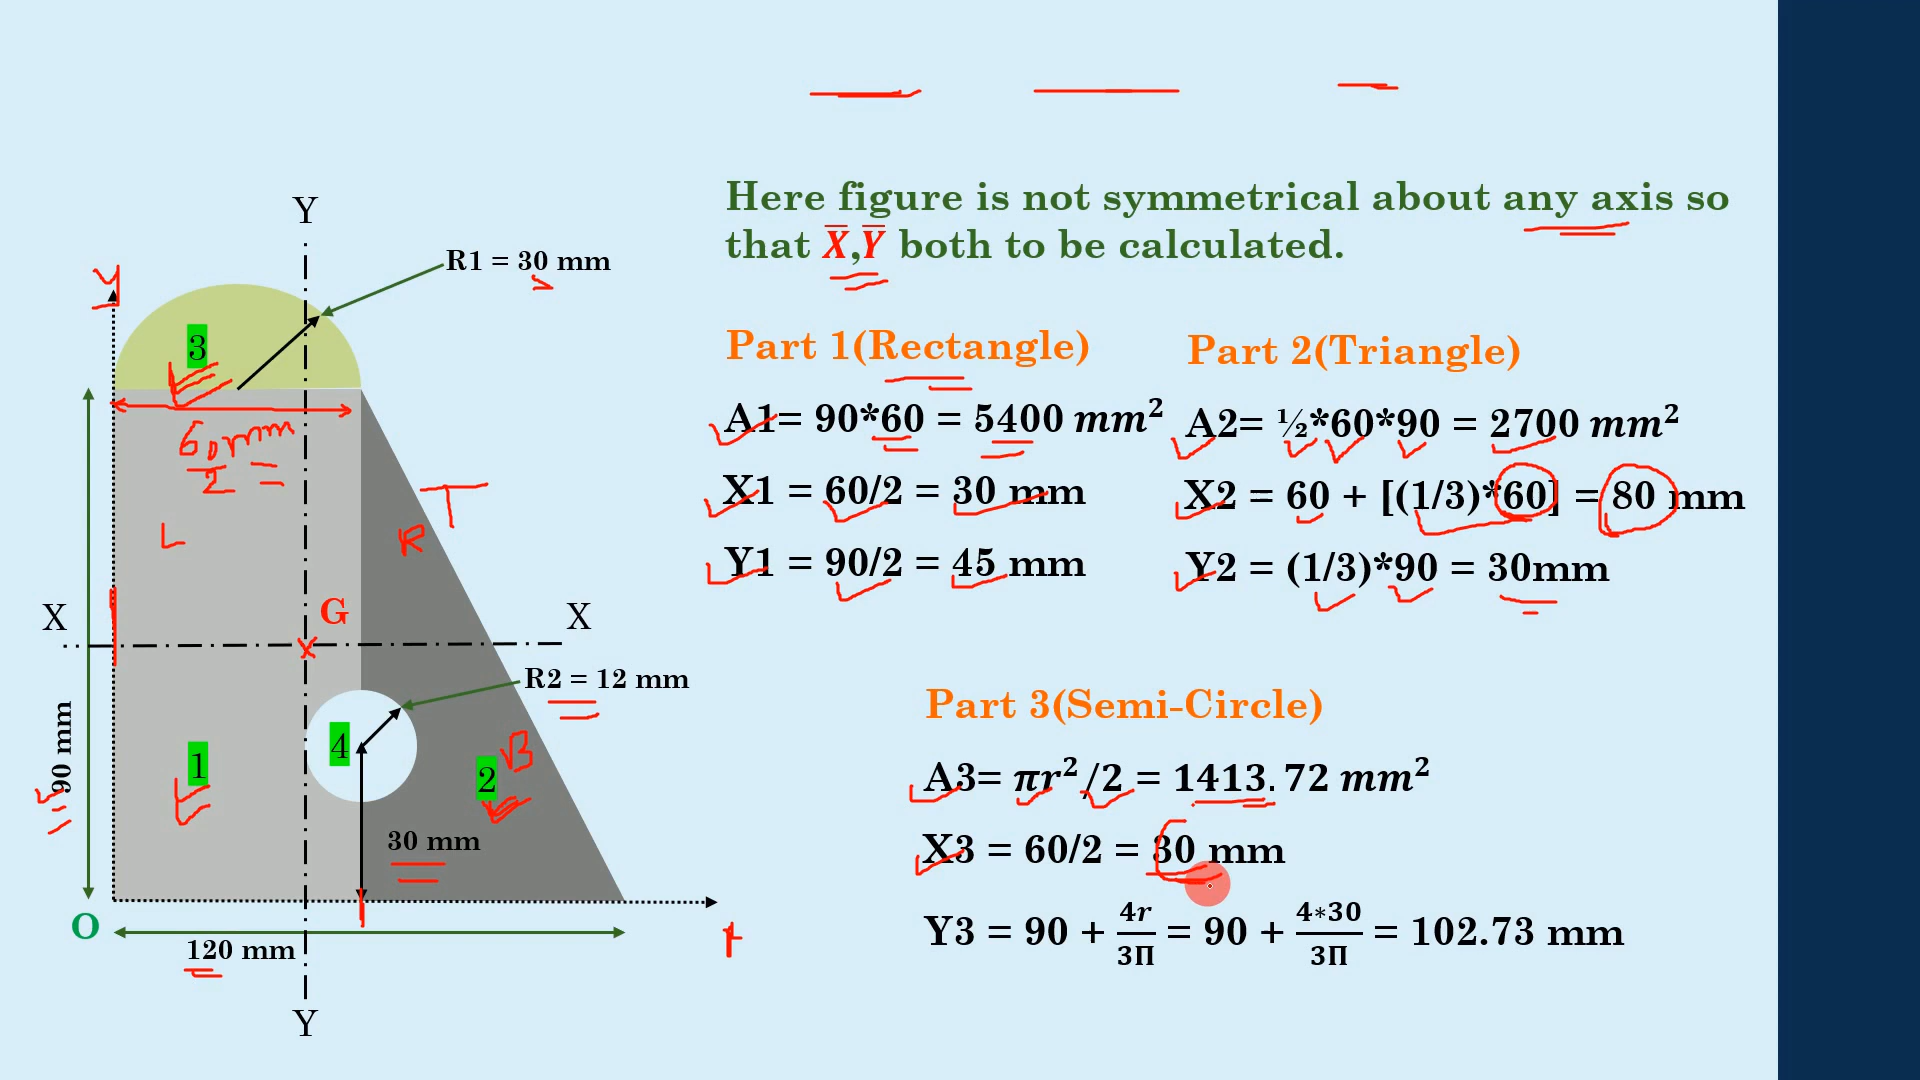 Here figure is not symmetrical about any axis so
that X̅,Y̅ both to be calculated.
Y
R1 = 30 mm
y
3
60 mm
2
Part 1(Rectangle)
A1= 90*60 = 5400 mm²
X1 = 60/2 = 30 mm
Y1 = 90/2 = 45 mm
Part 2(Triangle)
A2= ½*60*90 = 2700 mm²
X2 = 60 + [(1/3)*60] = 80 mm
Y2 = (1/3)*90 = 30mm
L
T
R
X
G
X
R2 = 12 mm
90 mm
1
4
2
30 mm
O
120 mm
Y
Part 3(Semi-Circle)
A3= πr²/2 = 1413.72 mm²
X3 = 60/2 = 30 mm
Y3 = 90 + 4r/3Π = 90 + 4*30/3Π = 102.73 mm